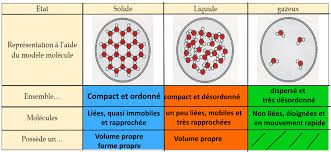 Etat Solide Liquide gazeux
Représentation à l'aide
du modèle molécule
Ensemble.... Compact et ordonné compact et désordonné dispersé et
très désordonné
Molécules Liées, quasi immobiles
et rapprochée un peu liées, mobiles et
très rapprochées Non liées, éloignées et
en mouvement rapide
Possède un... Volume propre
forme propre Volume propre